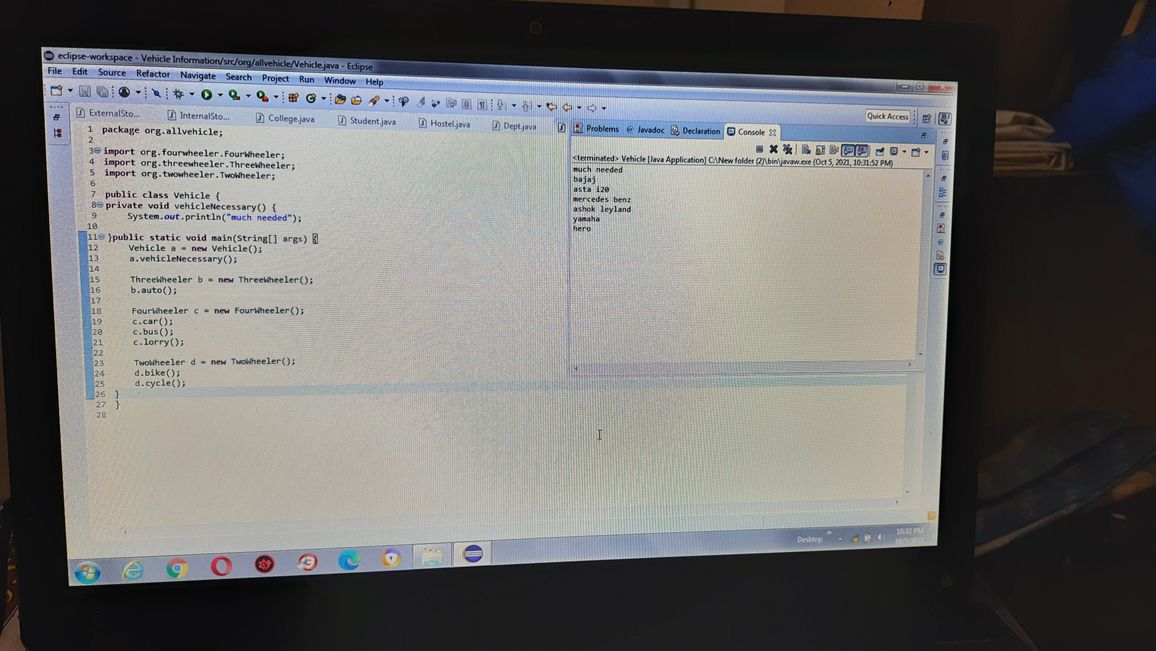 eclipse-workspace - Vehicle Information/src/org/allvehicle/Vehicle.java - Eclipse
File Edit Source Refactor Navigate Search Project Run Window Help
Quick Access
ExternalSto... InternalSto... College.java Student.java Hostel.java Dept.java
1 package org.allvehicle;
2
3 import org.fourwheeler.FourWheeler;
4 import org.threewheeler.ThreeWheeler;
5 import org.twowheeler.TwoWheeler;
6
7 public class Vehicle {
8 private void vehicleNecessary() {
9 System.out.println("much needed");
10
11 }public static void main(String[] args) {
12 Vehicle a = new Vehicle();
13 a.vehicleNecessary();
14
15 ThreeWheeler b = new ThreeWheeler();
16 b.auto();
17
18 FourWheeler c = new FourWheeler();
19 c.car();
20 c.bus();
21 c.lorry();
22
23 TwoWheeler d = new TwoWheeler();
24 d.bike();
25 d.cycle();
26 }
27 }
28
Problems Javadoc Declaration Console
<terminated> Vehicle [Java Application] C:\New folder (2)\bin\javaw.exe (Oct 5, 2021, 10:31:52 PM)
much needed
bajaj
asta i20
mercedes benz
ashok leyland
yamaha
hero
Desktop
10:32 PM